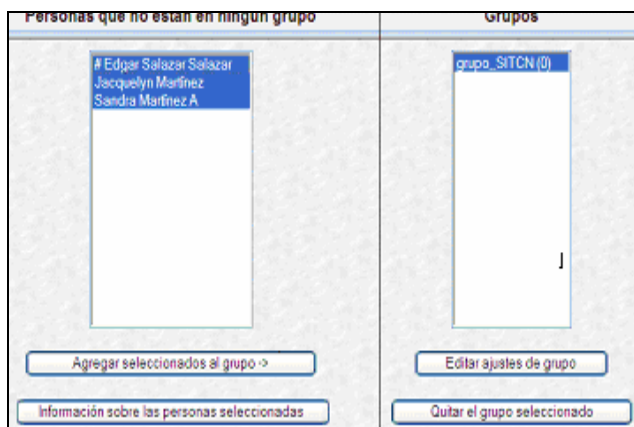 Personas que no están en ningún grupo
Grupos
# Edgar Salazar Salazar
Jacquelyn Martínez
Sandra Martínez A
grupo_SITCN (0)
Agregar seleccionados al grupo ->
Editar ajustes de grupo
Información sobre las personas seleccionadas
Quitar el grupo seleccionado